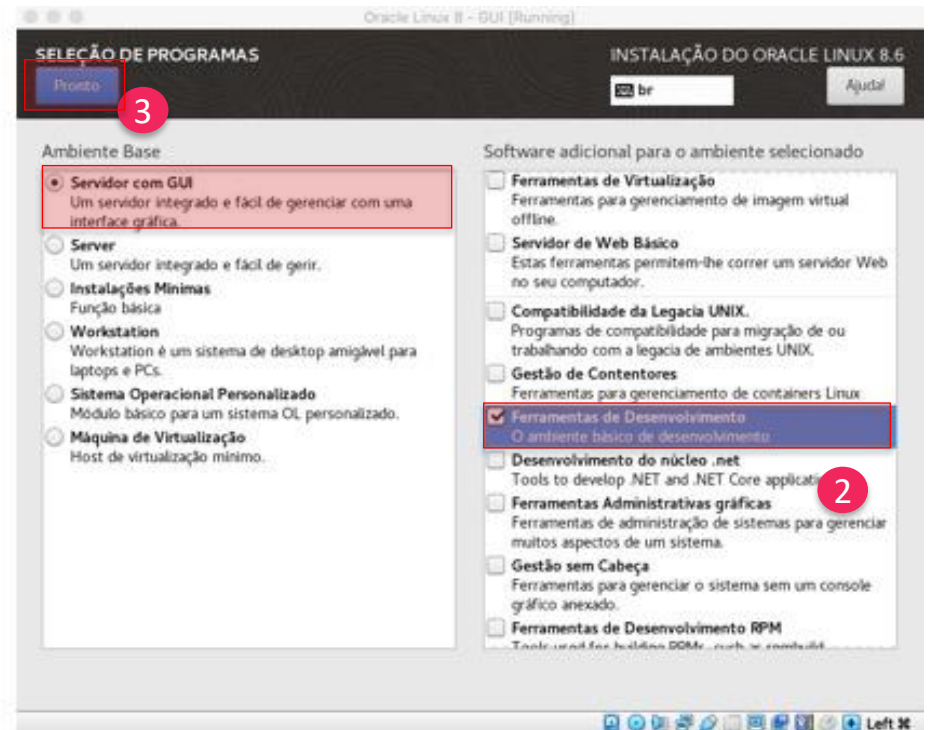 Oracle Linux 8 - GUI [Running]
SELEÇÃO DE PROGRAMAS
INSTALAÇÃO DO ORACLE LINUX 8.6
Pronto
br
Ajuda!
3
Ambiente Base
Servidor com GUI
Um servidor integrado e fácil de gerenciar com uma
interface gráfica.
Server
Um servidor integrado e fácil de gerir.
Instalações Minimas
Função básica
Workstation
Workstation é um sistema de desktop amigável para
laptops e PCs.
Sistema Operacional Personalizado
Módulo básico para um sistema OL personalizado.
Máquina de Virtualização
Host de virtualização mínimo.
Software adicional para o ambiente selecionado
Ferramentas de Virtualização
Ferramentas para gerenciamento de imagem virtual
offline.
Servidor de Web Básico
Estas ferramentas permitem-lhe correr um servidor Web
no seu computador.
Compatibilidade da Legacia UNIX.
Programas de compatibilidade para migração de ou
trabalhando com a legacia de ambientes UNIX.
Gestão de Contentores
Ferramentas para gerenciamento de containers Linux
Ferramentas de Desenvolvimento
O ambiente básico de desenvolvimento
Desenvolvimento do núcleo .net
Tools to develop .NET and .NET Core
2
Ferramentas Administrativas gráficas
Ferramentas de administração de sistemas para gerenciar
muitos aspectos de um sistema.
Gestão sem Cabeça
Ferramentas para gerenciar o sistema sem um console
gráfico anexado.
Ferramentas de Desenvolvimento RPM
Tools used for building RPMs, such as rpmbuild
Left ⌘